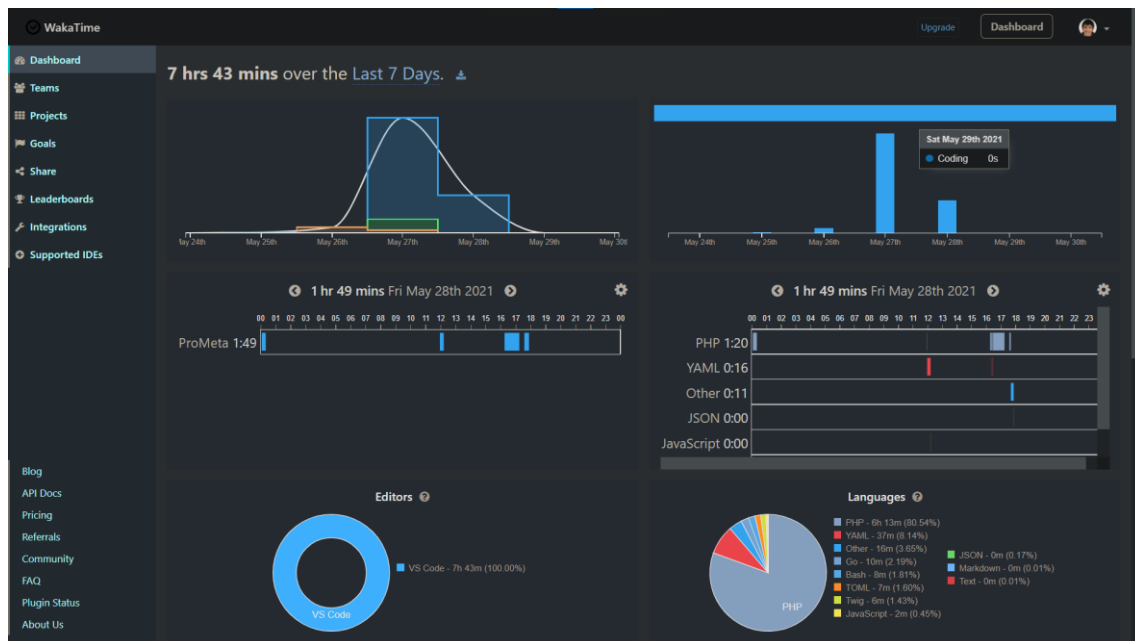 WakaTime
Upgrade
Dashboard
Dashboard
Teams
Projects
Goals
Share
Leaderboards
Integrations
Supported IDEs
Blog
API Docs
Pricing
Referrals
Community
FAQ
Plugin Status
About Us
7 hrs 43 mins over the Last 7 Days.
May 24th May 25th May 26th May 27th May 28th May 29th May 30t
Sat May 29th 2021
Coding 0s
May 24th May 25th May 26th May 27th May 28th May 29th May 30th
1 hr 49 mins Fri May 28th 2021
00 01 02 03 04 05 06 07 08 09 10 11 12 13 14 15 16 17 18 19 20 21 22 23 00
ProMeta 1:49
1 hr 49 mins Fri May 28th 2021
00 01 02 03 04 05 06 07 08 09 10 11 12 13 14 15 16 17 18 19 20 21 22 23
PHP 1:20
YAML 0:16
Other 0:11
JSON 0:00
JavaScript 0:00
Editors
VS Code - 7h 43m (100.00%)
VS Code
Languages
PHP
PHP - 6h 13m (80.54%)
YAML - 37m (8.14%)
Other - 16m (3.65%)
Go - 10m (2.19%)
Bash - 8m (1.81%)
TOML - 7m (1.60%)
Twig - 6m (1.43%)
JavaScript - 2m (0.45%)
JSON - 0m (0.17%)
Markdown - 0m (0.01%)
Text - 0m (0.01%)